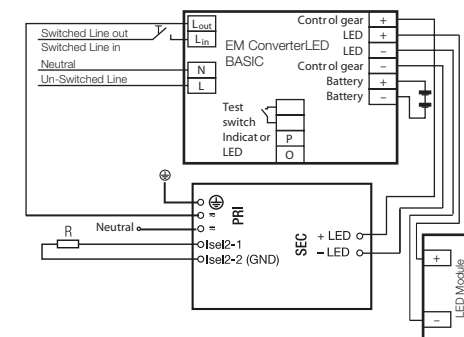 Switched Line out
Switched Line in
Neutral
Un-Switched Line
Lout
Lin
N
L
EM ConverterLED
BASIC
Test
switch
Indicat or
LED
P
O
Control gear +
LED +
LED –
Control gear –
Battery +
Battery –
~
~
PRI
Neutral
R
Isel2-1
Isel2-2 (GND)
SEC
+ LED
– LED
+
–
LED Module